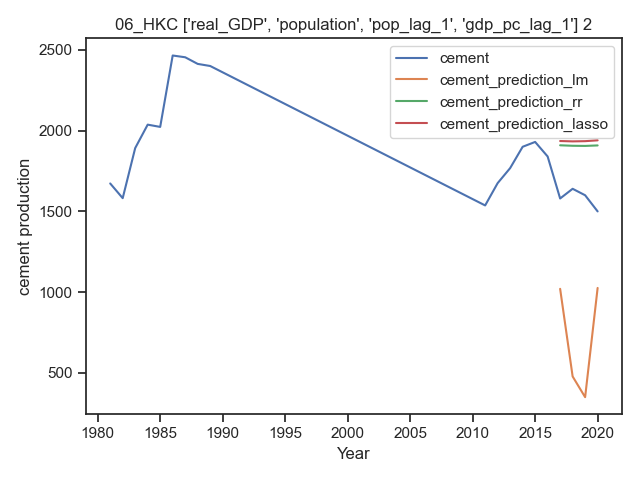 06_HKC ['real_GDP', 'population', 'pop_lag_1', 'gdp_pc_lag_1'] 2
cement
cement_prediction_lm
cement_prediction_rr
cement_prediction_lasso
cement production
2500
2000
1500
1000
500
1980 1985 1990 1995 2000 2005 2010 2015 2020
Year